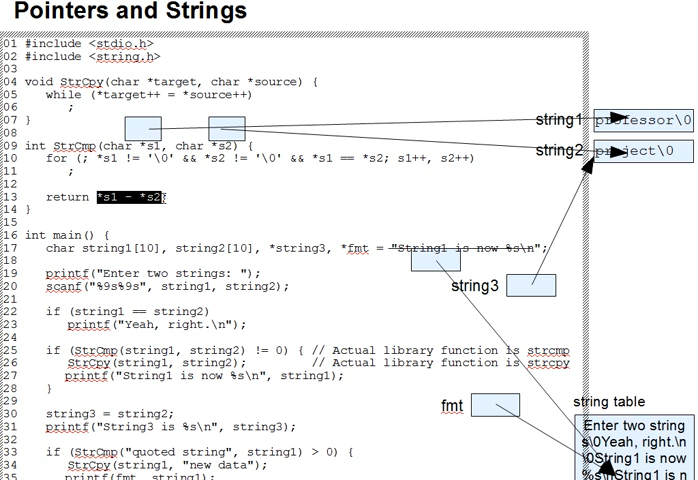 Pointers and Strings
01 #include <stdio.h>
02 #include <string.h>
03
04 void StrCpy(char *target, char *source) {
05    while (*target++ = *source++)
06       ;
07 }
08
09 int StrCmp(char *s1, char *s2) {
10    for (; *s1 != '\0' && *s2 != '\0' && *s1 == *s2; s1++, s2++)
11       ;
12
13    return *s1 - *s2;
14 }
15
16 int main() {
17    char string1[10], string2[10], *string3, *fmt = "String1 is now %s\n";
18
19    printf("Enter two strings: ");
20    scanf("%9s%9s", string1, string2);
21
22    if (string1 == string2)
23       printf("Yeah, right.\n");
24
25    if (StrCmp(string1, string2) != 0) { // Actual library function is strcmp
26       StrCpy(string1, string2);         // Actual library function is strcpy
27       printf("String1 is now %s\n", string1);
28    }
29
30    string3 = string2;
31    printf("String3 is %s\n", string3);
32
33    if (StrCmp("quoted string", string1) > 0) {
34       StrCpy(string1, "new data");
35       printf(fmt, string1);
string1 professor\0
string2 project\0
string3
fmt
string table
Enter two string
s\0Yeah, right.\n
\0String1 is now
%s\nString1 is n